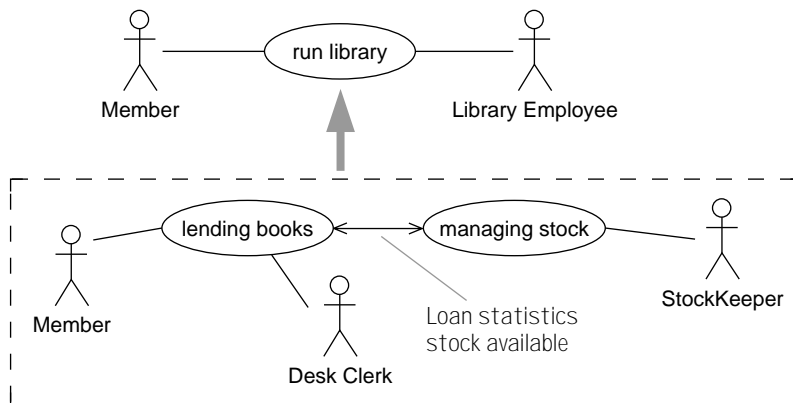 run library
Member
Library Employee
lending books
managing stock
Member
StockKeeper
Loan statistics
stock available
Desk Clerk